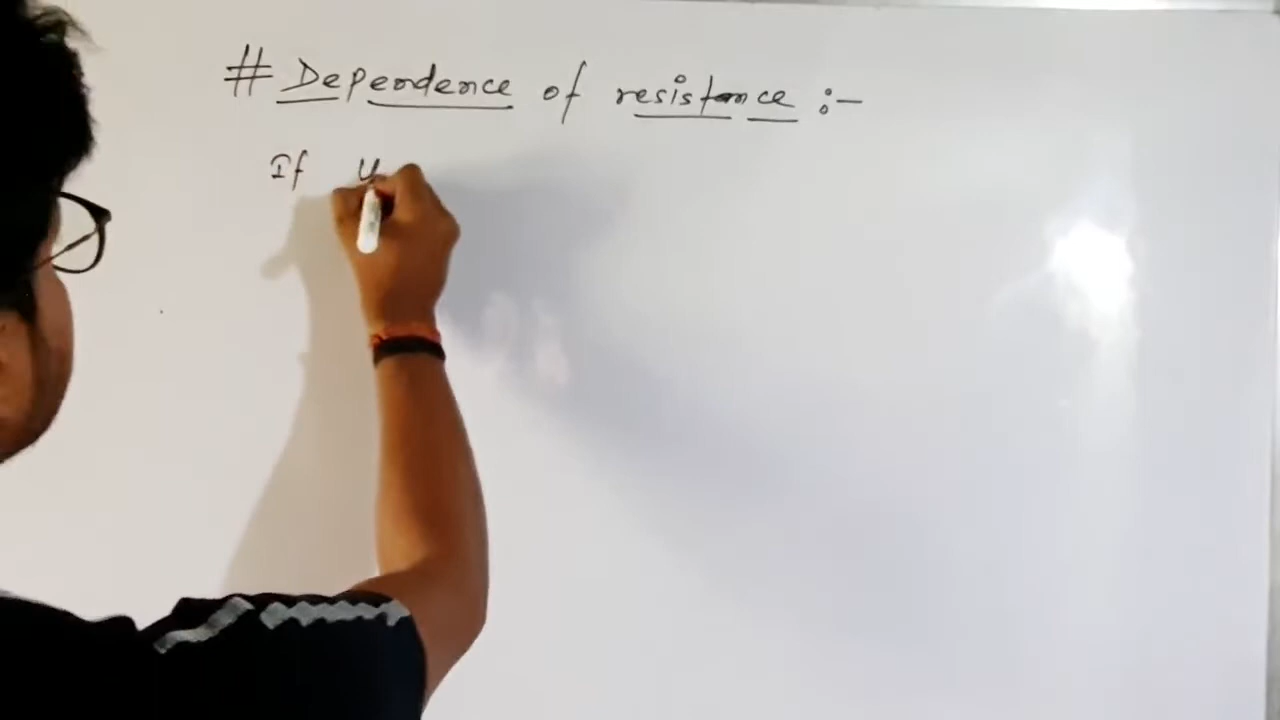 # Dependence of resistance :-
If